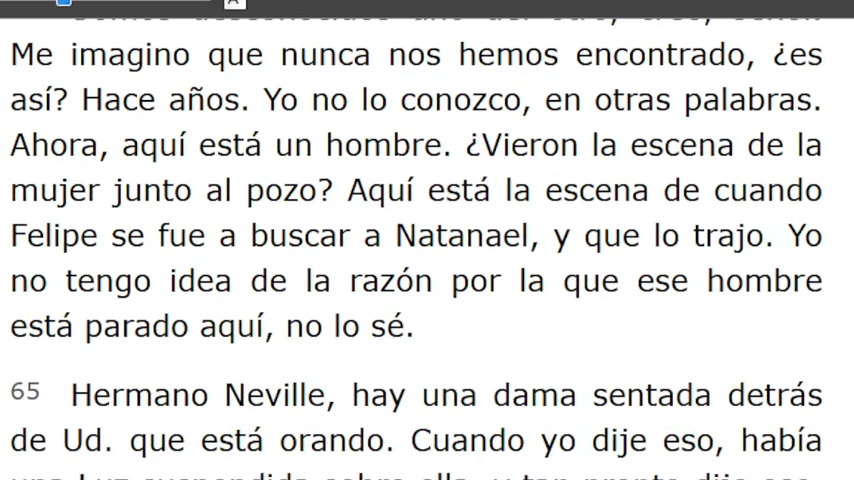 Me imagino que nunca nos hemos encontrado, ¿es
así? Hace años. Yo no lo conozco, en otras palabras.
Ahora, aquí está un hombre. ¿Vieron la escena de la
mujer junto al pozo? Aquí está la escena de cuando
Felipe se fue a buscar a Natanael, y que lo trajo. Yo
no tengo idea de la razón por la que ese hombre
está parado aquí, no lo sé.
65 Hermano Neville, hay una dama sentada detrás
de Ud. que está orando. Cuando yo dije eso, había